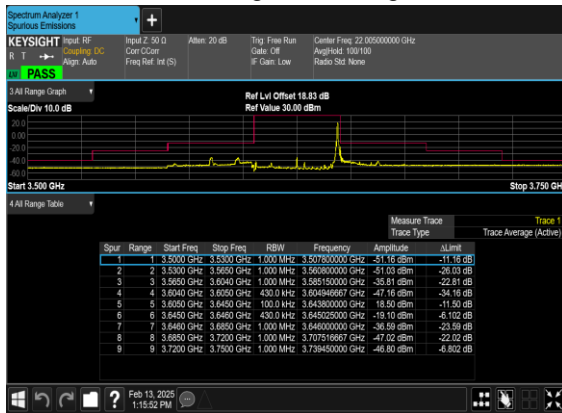 Spectrum Analyzer 1
Spurious Emissions
+
KEYSIGHT Input: RF Input Z: 50 Ω Atten: 20 dB Trig: Free Run Center Freq: 22.005000000 GHz
R T Coupling: DC Corr CCorr Gate: Off Avg|Hold: 100/100
Align: Auto Freq Ref: Int (S) IF Gain: Low Radio Std: None
PASS
3 All Range Graph
Ref Lvl Offset 18.83 dB
Scale/Div 10.0 dB Ref Value 30.00 dBm
20.0
0.00
-20.0
-40.0
-60.0
Start 3.500 GHz Stop 3.750 GH
4 All Range Table
Measure Trace Trace 1
Trace Type Trace Average (Active)
Spur Range Start Freq Stop Freq RBW Frequency Amplitude ΔLimit
1 1 3.5000 GHz 3.5300 GHz 1.000 MHz 3.507800000 GHz -51.16 dBm -11.16 dB
2 2 3.5300 GHz 3.5650 GHz 1.000 MHz 3.560800000 GHz -51.03 dBm -26.03 dB
3 3 3.5650 GHz 3.6040 GHz 1.000 MHz 3.585150000 GHz -35.81 dBm -22.81 dB
4 4 3.6040 GHz 3.6050 GHz 430.0 kHz 3.604946667 GHz -47.16 dBm -34.16 dB
5 5 3.6050 GHz 3.6450 GHz 100.0 kHz 3.643800000 GHz 18.50 dBm -11.50 dB
6 6 3.6450 GHz 3.6460 GHz 430.0 kHz 3.645025000 GHz -19.10 dBm -6.102 dB
7 7 3.6460 GHz 3.6850 GHz 1.000 MHz 3.646000000 GHz -36.59 dBm -23.59 dB
8 8 3.6850 GHz 3.7200 GHz 1.000 MHz 3.707516667 GHz -47.02 dBm -22.02 dB
9 9 3.7200 GHz 3.7500 GHz 1.000 MHz 3.739450000 GHz -46.80 dBm -6.802 dB
? Feb 13, 2025
1:15:52 PM